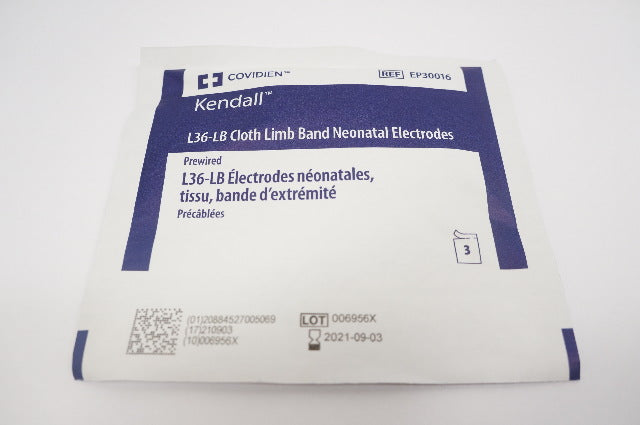 COVIDIEN™
REF EP30016
Kendall™
L36-LB Cloth Limb Band Neonatal Electrodes
Prewired
L36-LB Électrodes néonatales,
tissu, bande d'extrémité
Précâblées
3
(01)20884527005069
(17)210903
(10)006956X
LOT 006956X
2021-09-03